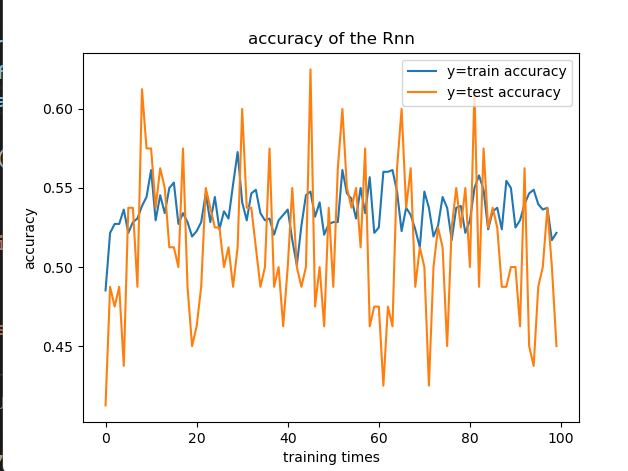 accuracy of the Rnn
y=train accuracy
y=test accuracy
0.60
0.55
0.50
0.45
accuracy
0
20
40
60
80
100
training times